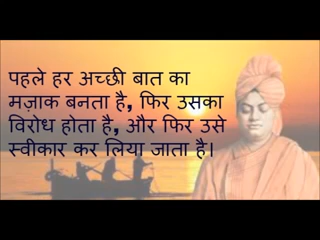 पहले हर अच्छी बात का
मज़ाक बनता है, फिर उसका
विरोध होता है, और फिर उसे
स्वीकार कर लिया जाता है।